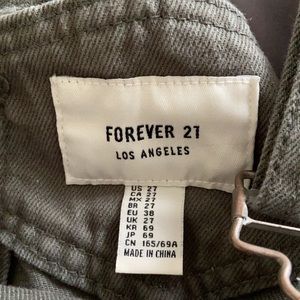 FOREVER 21
LOS ANGELES
US 27
CA 27
MX 27
BR 27
EU 38
UK 27
KR 69
JP 69
CN 165/69A
MADE IN CHINA